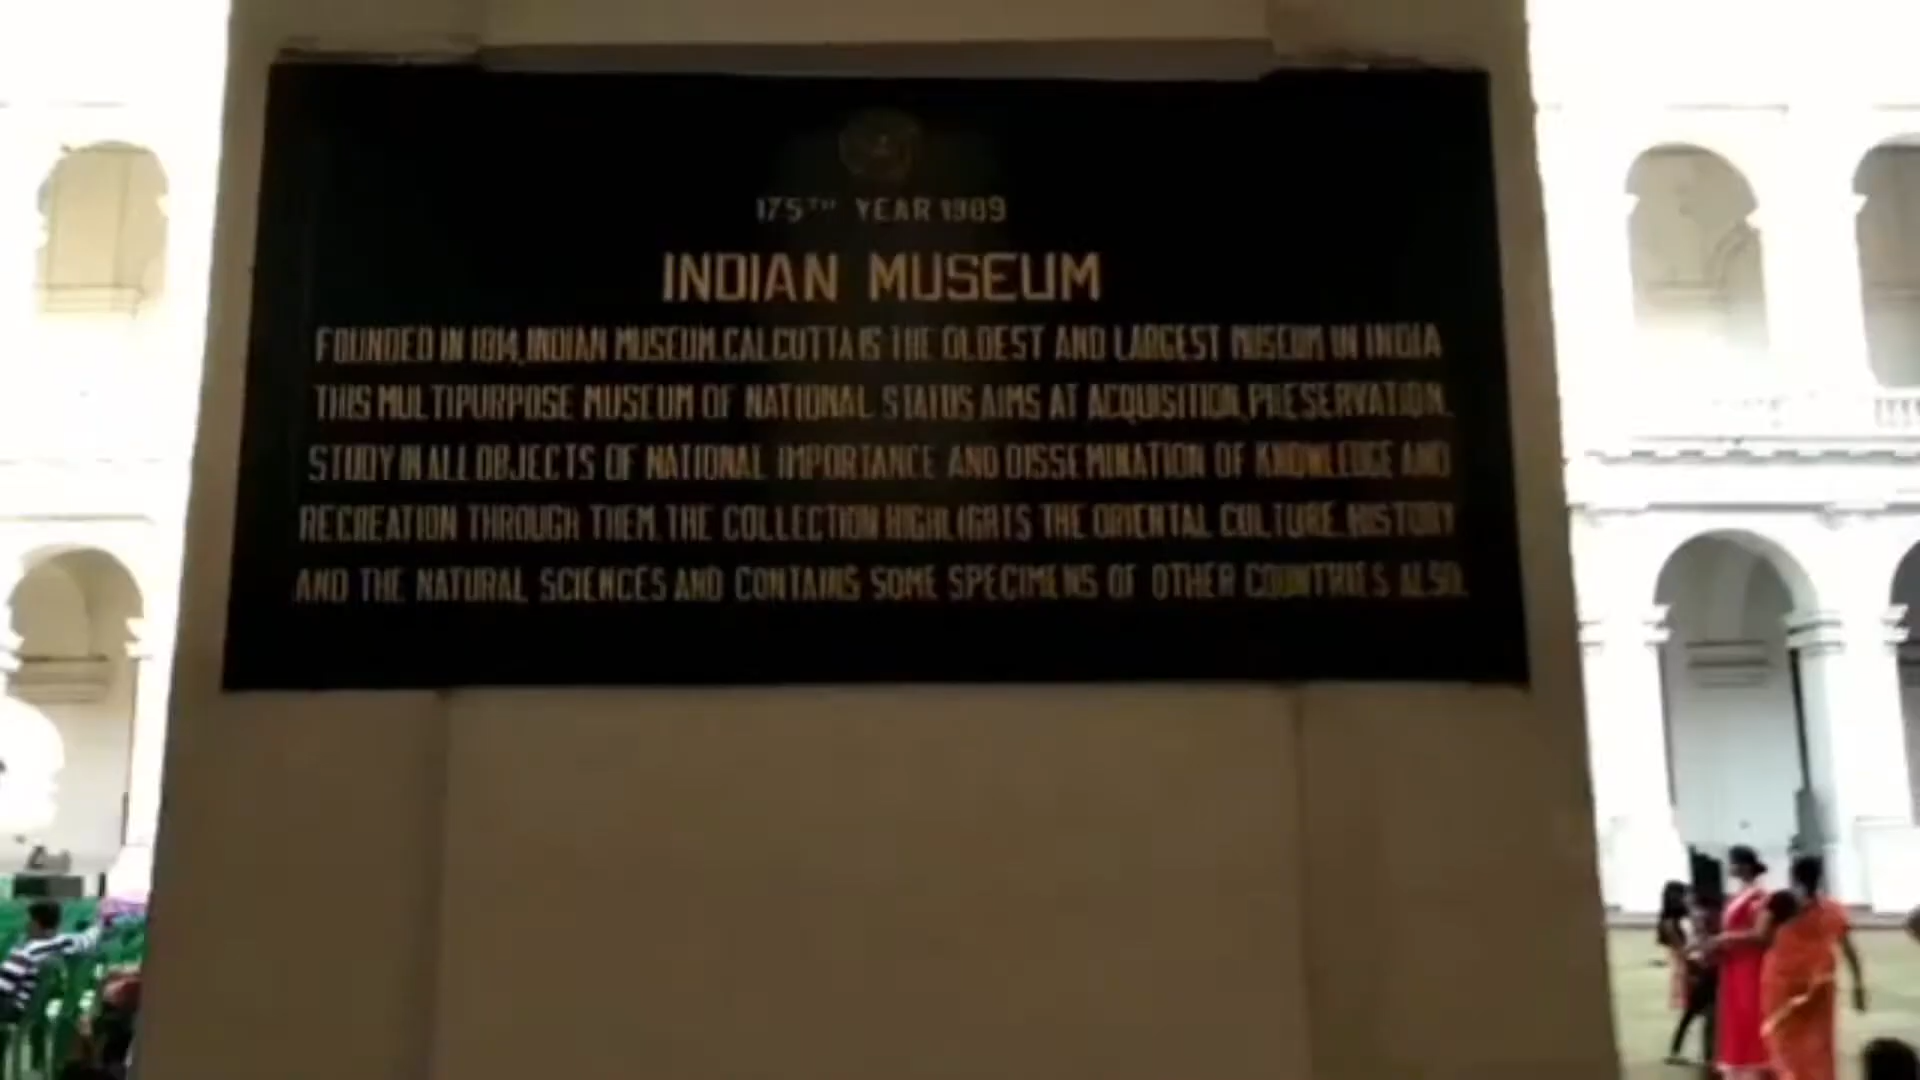 175TH YEAR 1989
INDIAN MUSEUM
FOUNDED IN 1814, INDIAN MUSEUM, CALCUTTA IS THE OLDEST AND LARGEST MUSEUM IN INDIA
THIS MULTIPURPOSE MUSEUM OF NATIONAL STATUS AIMS AT ACQUISITION, PRESERVATION,
STUDY IN ALL OBJECTS OF NATIONAL IMPORTANCE AND DISSEMINATION OF KNOWLEDGE AND
RECREATION THROUGH THEM. THE COLLECTION HIGHLIGHTS THE ORIENTAL CULTURE, HISTORY
AND THE NATURAL SCIENCES AND CONTAINS SOME SPECIMENS OF OTHER COUNTRIES ALSO.